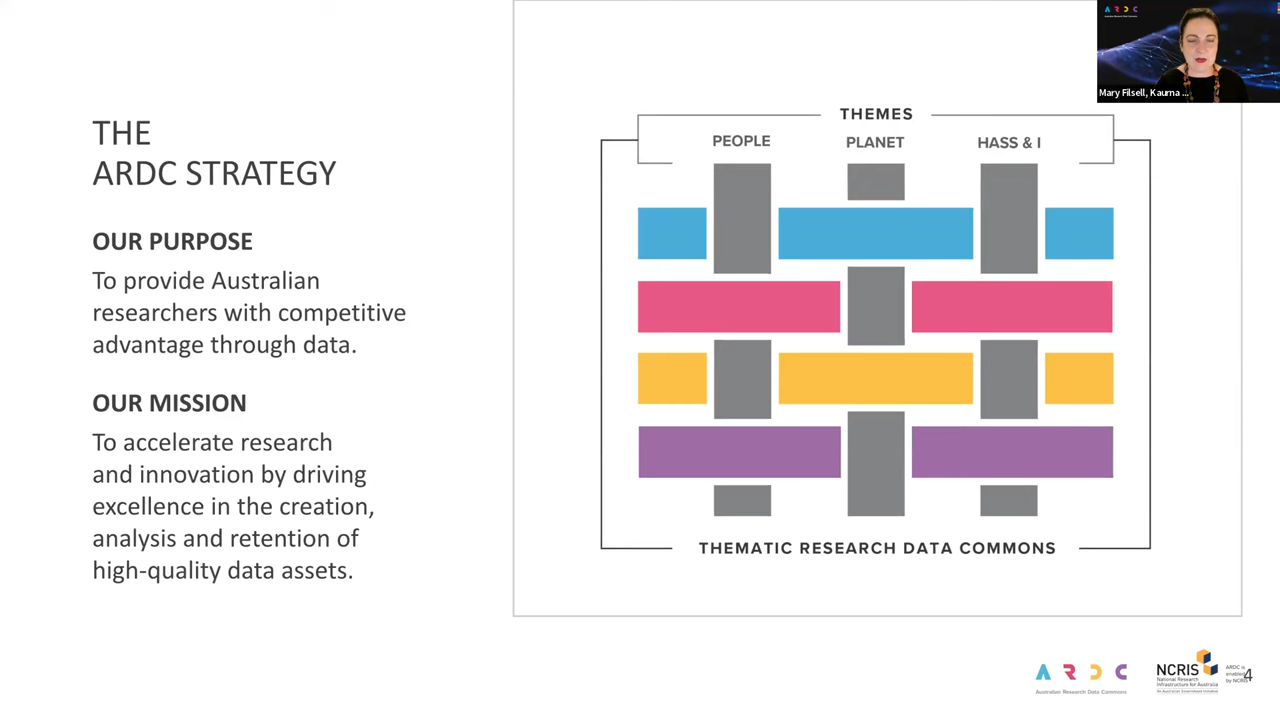 THE
ARDC STRATEGY
OUR PURPOSE
To provide Australian
researchers with competitive
advantage through data.
OUR MISSION
To accelerate research
and innovation by driving
excellence in the creation,
analysis and retention of
high-quality data assets.
THEMES
PEOPLE PLANET HASS & I
THEMATIC RESEARCH DATA COMMONS
A R D C
Mary Filsell, Kaurna ...
A R D C
Australian Research Data Commons
NCRIS
National Research
Infrastructure for Australia
An Australian Government Initiative
ARDC is
enabled
by NCRIS
4